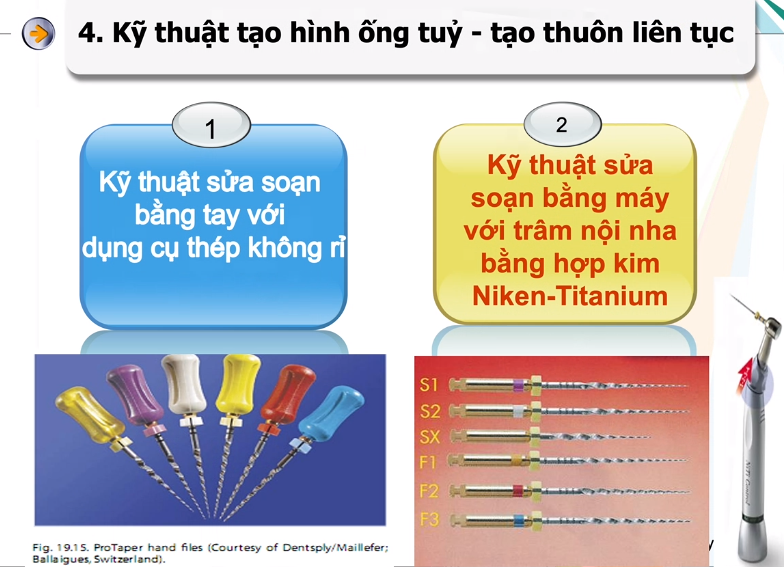 4. Kỹ thuật tạo hình ống tuỷ - tạo thuôn liên tục
1
Kỹ thuật sửa soạn
bằng tay với
dụng cụ thép không rỉ
2
Kỹ thuật sửa
soạn bằng máy
với trâm nội nha
bằng hợp kim
Niken-Titanium
S1
S2
SX
F1
F2
F3
Fig. 19.15. ProTaper hand files (Courtesy of Dentsply/Maillefer;
Ballaigues, Switzerland).